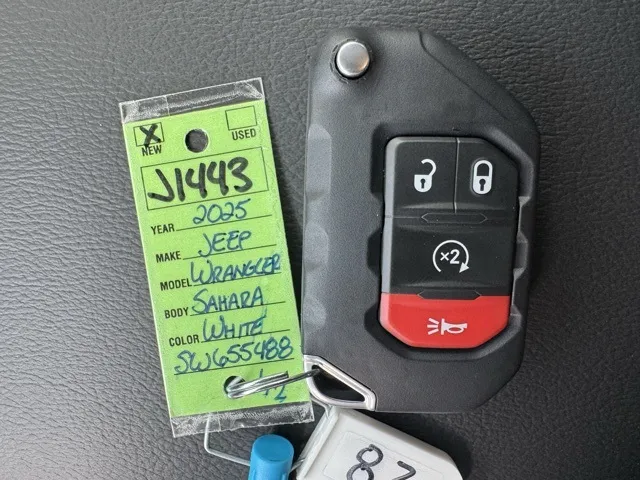 X
NEW
USED
J1443
YEAR 2025
MAKE JEEP
MODEL WRANGLER
BODY SAHARA
COLOR WHITE
SW655488
×2
87